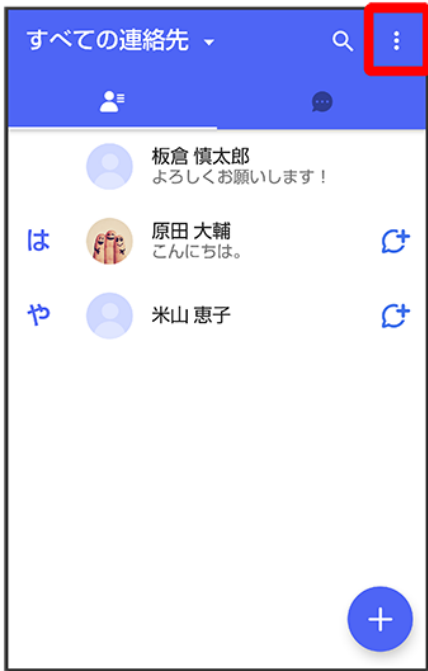 すべての連絡先
板倉 慎太郎
よろしくお願いします！
は
原田 大輔
こんにちは。
や
米山 恵子